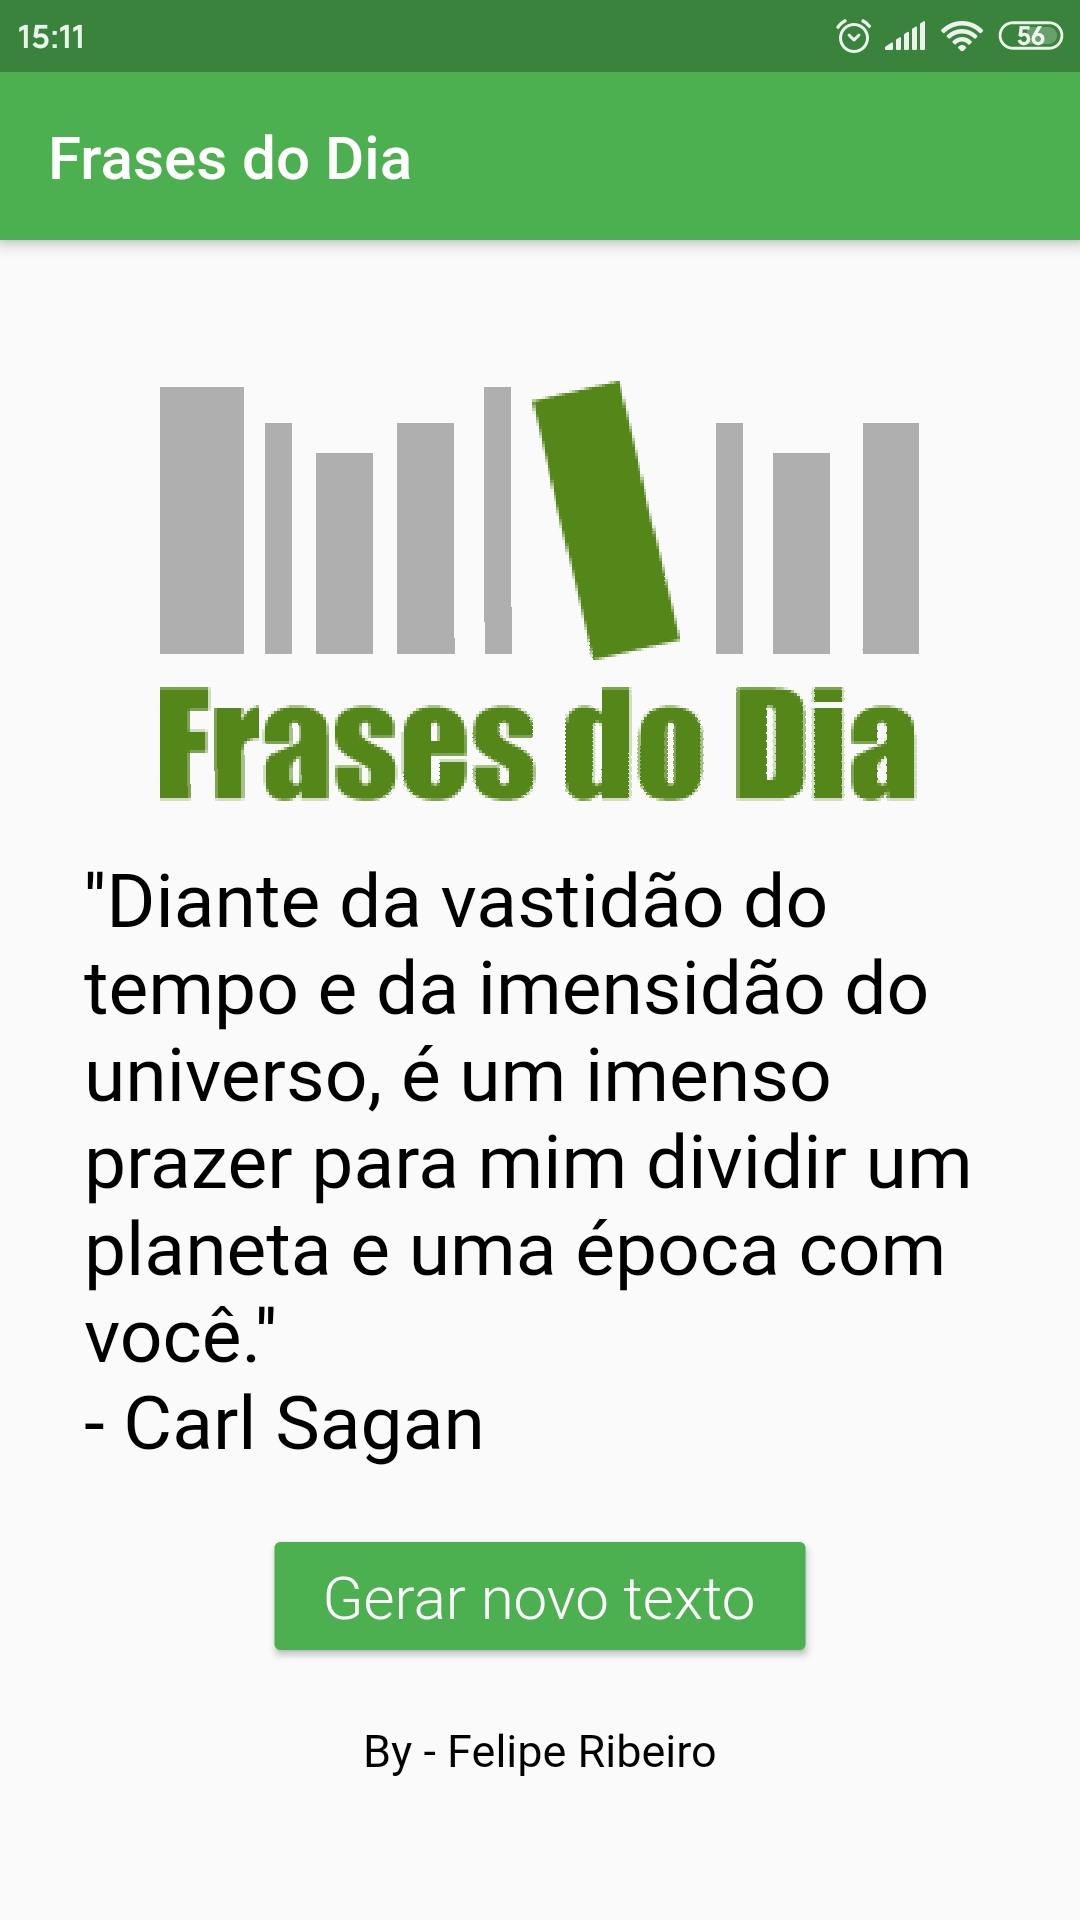 15:11
56
Frases do Dia
Frases do Dia
"Diante da vastidão do
tempo e da imensidão do
universo, é um imenso
prazer para mim dividir um
planeta e uma época com
você."
- Carl Sagan
Gerar novo texto
By - Felipe Ribeiro